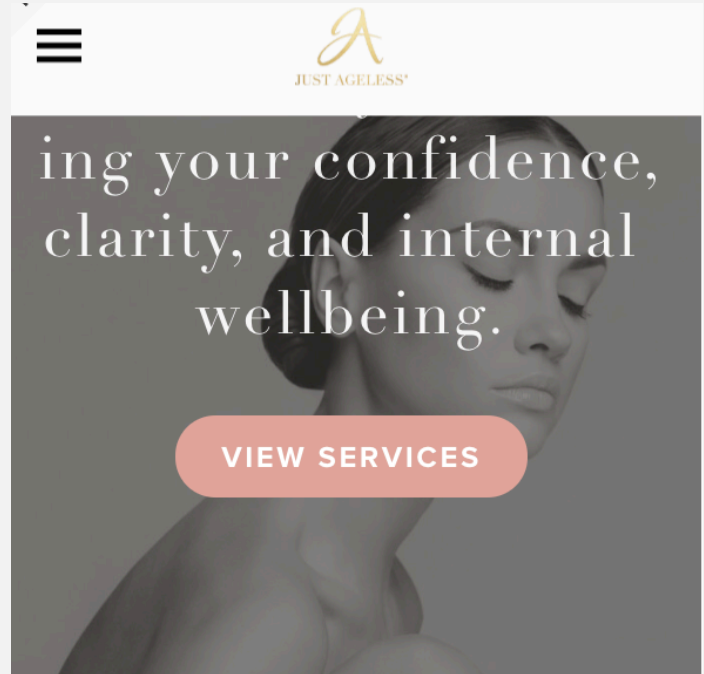 JUST AGELESS®
ing your confidence,
clarity, and internal
wellbeing.
VIEW SERVICES